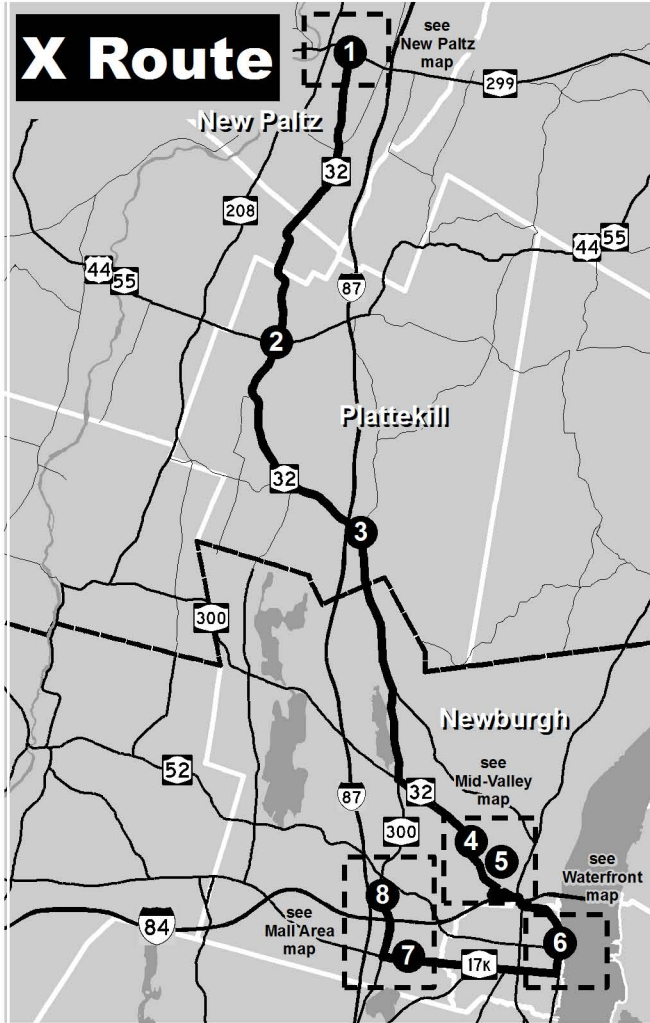 X Route
1
see
New Paltz
map
299
New Paltz
32
208
44
55
44
55
87
2
Plattekill
32
3
300
Newburgh
see
Mid-Valley
map
52
87
32
300
4
5
see
Waterfront
map
8
see
Mall Area
map
84
6
7
17K